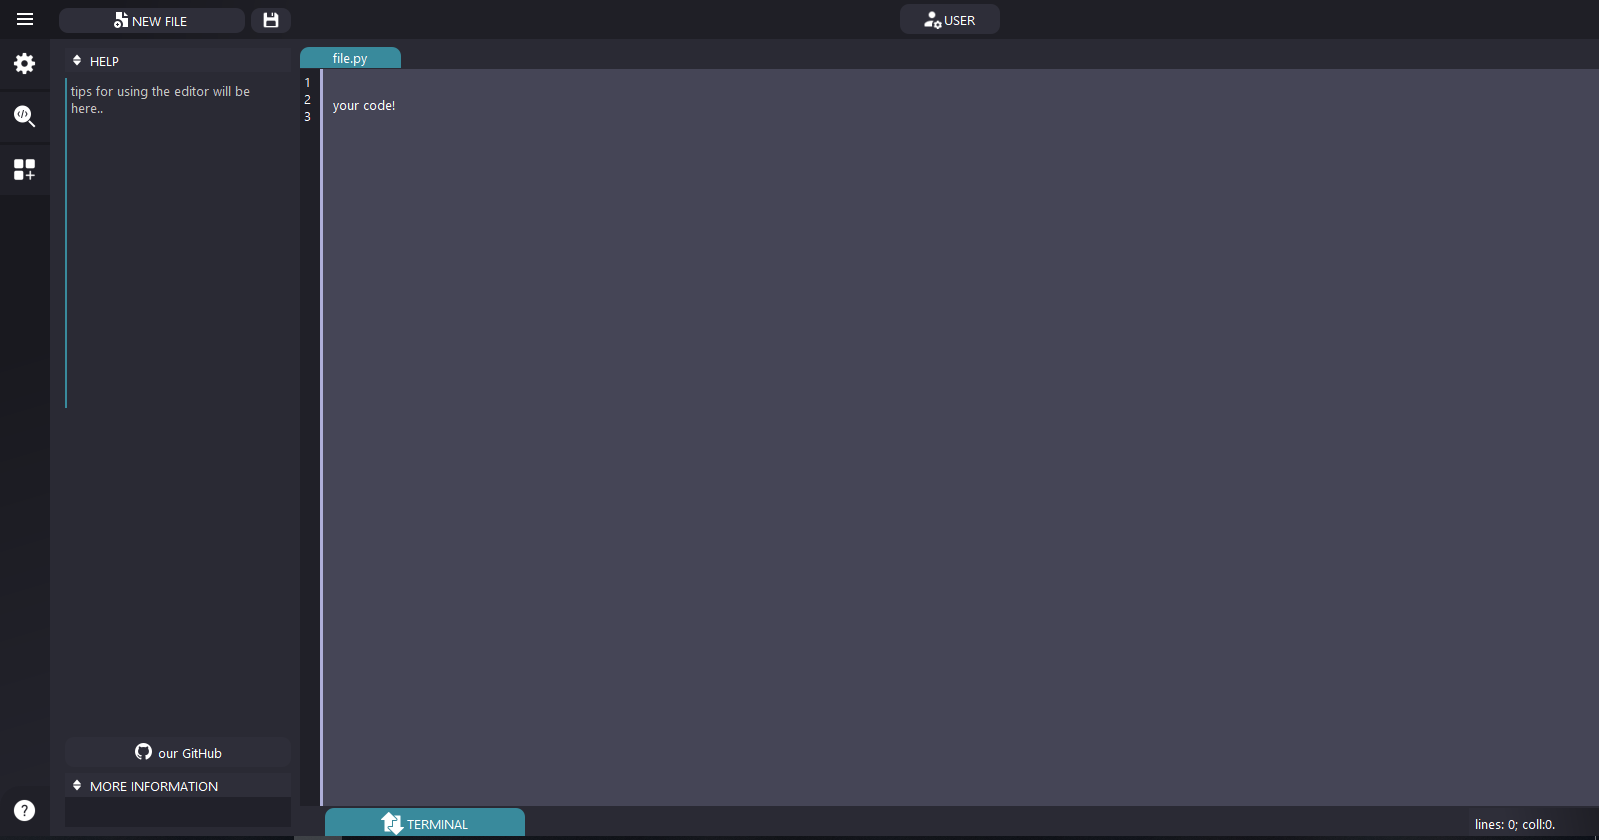 NEW FILE
USER
HELP
tips for using the editor will be
here..
file.py
1
2
3
your code!
our GitHub
MORE INFORMATION
?
TERMINAL
lines: 0; coll:0.